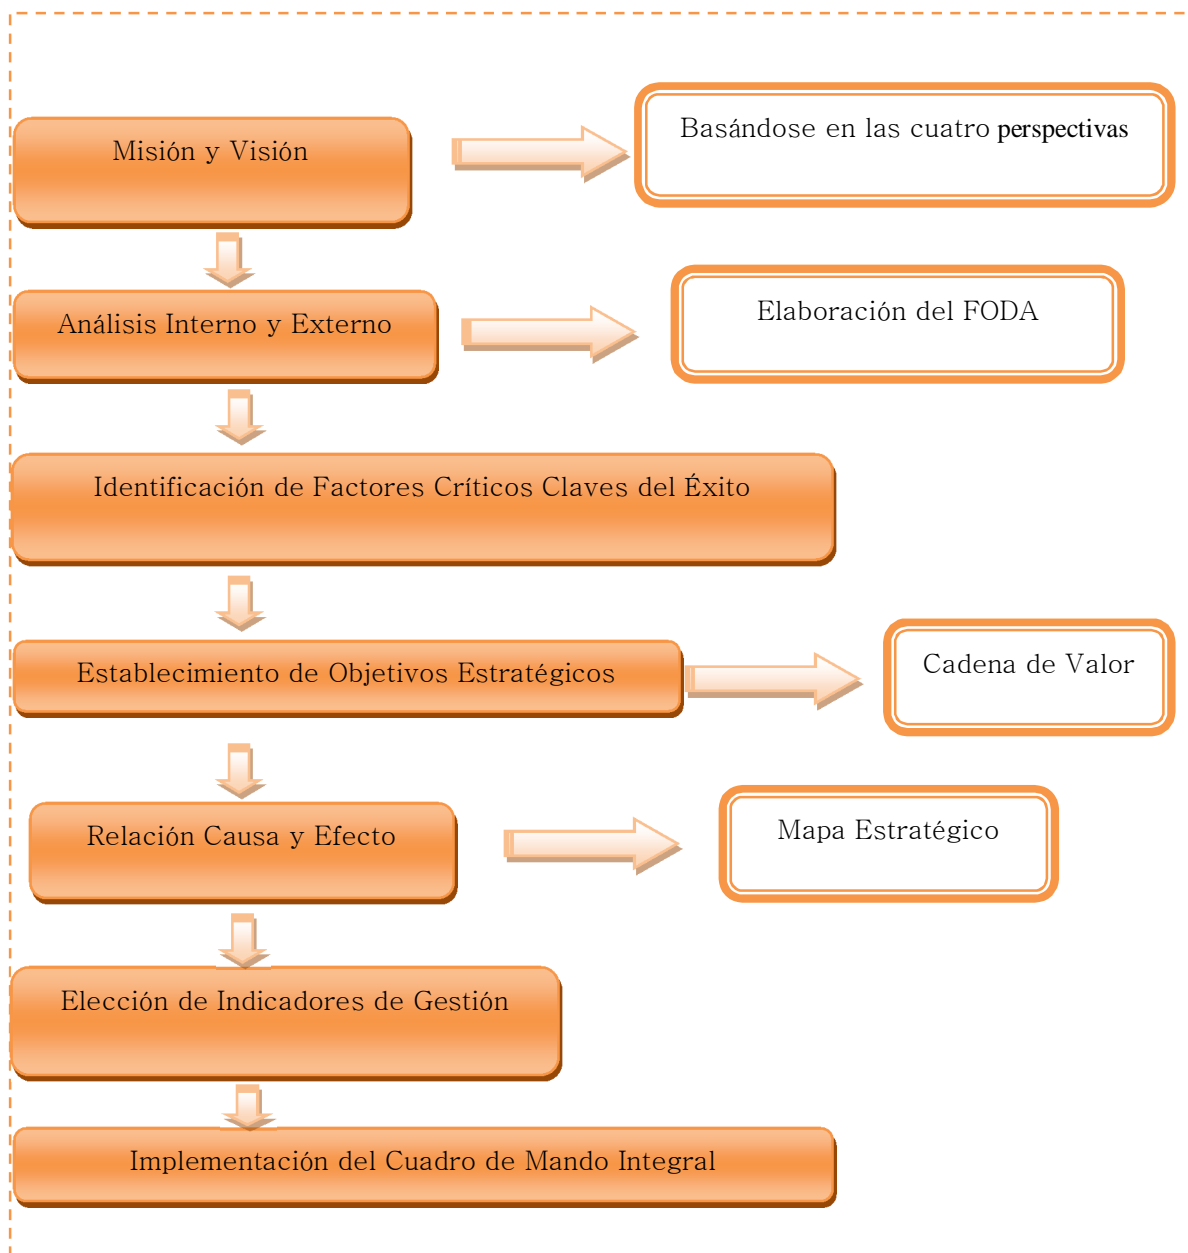 Misión y Visión
Basándose en las cuatro perspectivas
Análisis Interno y Externo
Elaboración del FODA
Identificación de Factores Críticos Claves del Éxito
Establecimiento de Objetivos Estratégicos
Cadena de Valor
Relación Causa y Efecto
Mapa Estratégico
Elección de Indicadores de Gestión
Implementación del Cuadro de Mando Integral